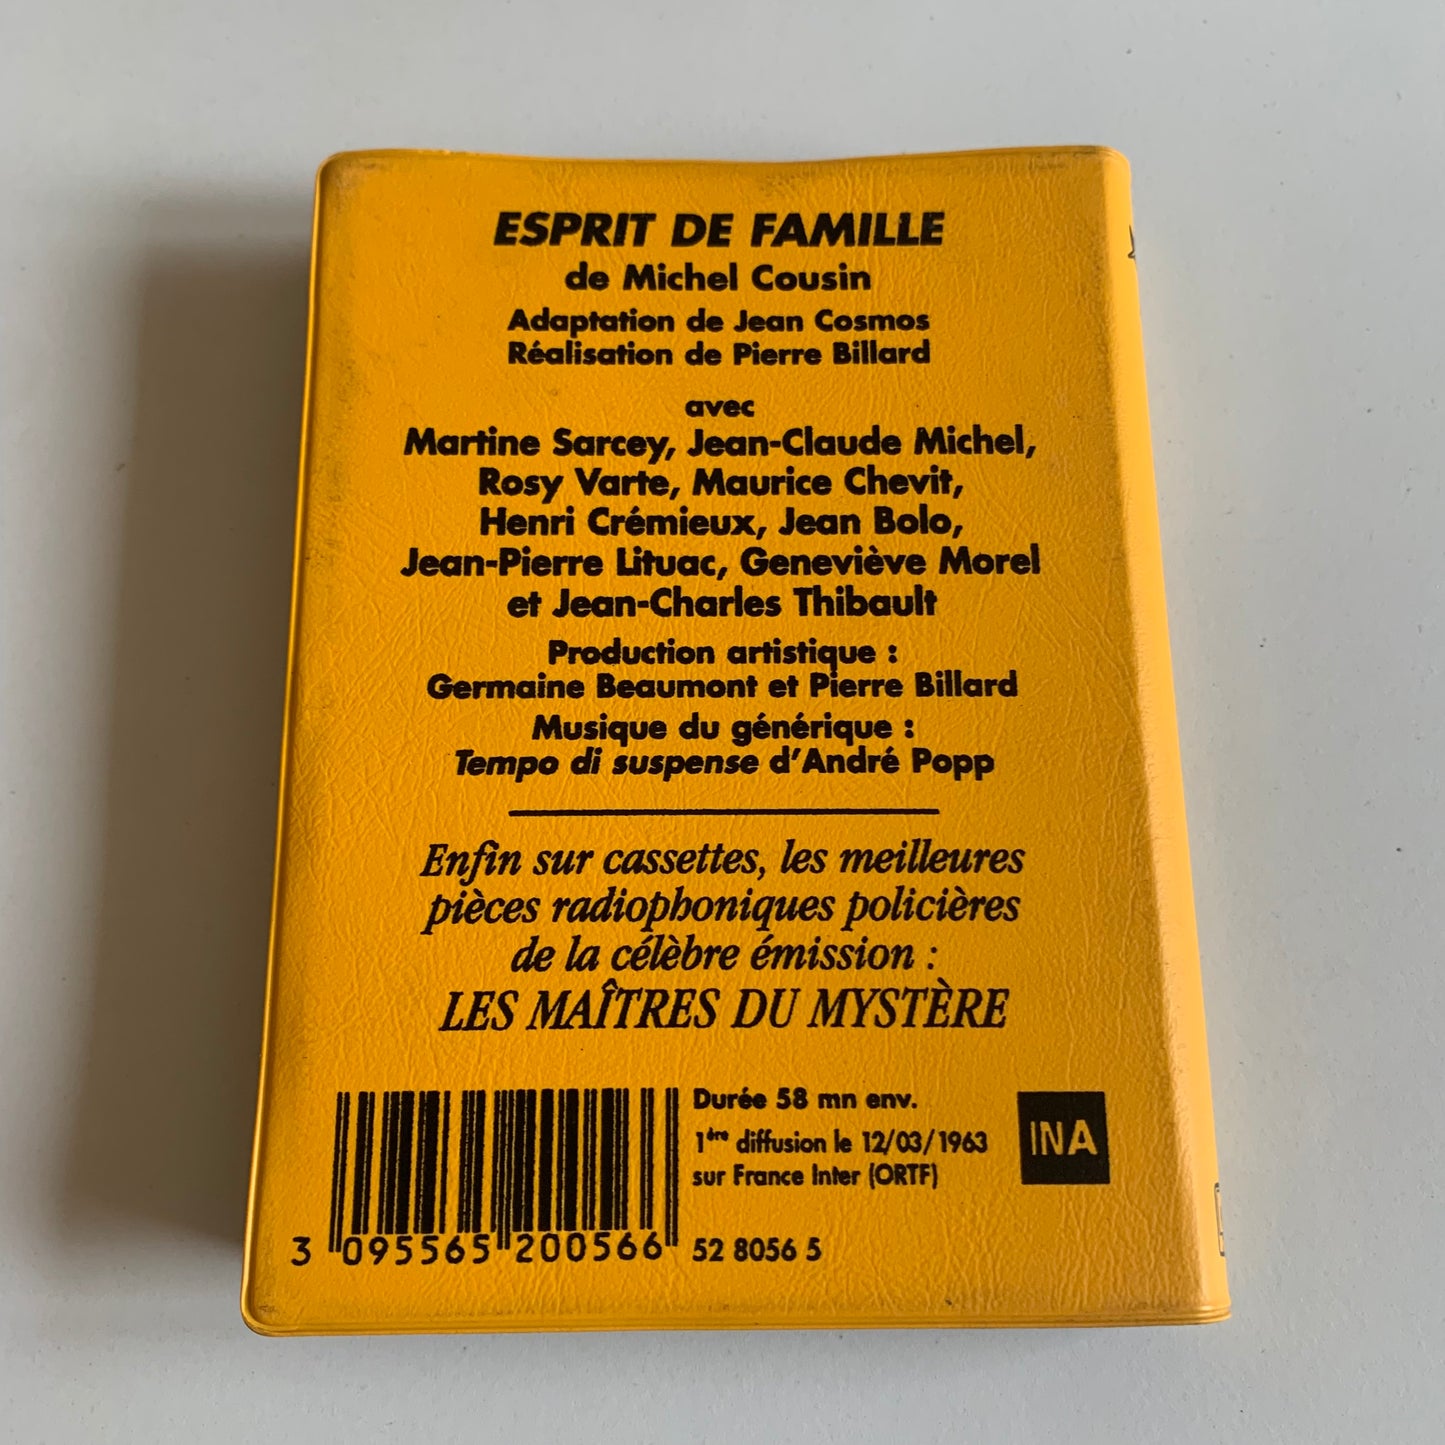 ESPRIT DE FAMILLE
de Michel Cousin
Adaptation de Jean Cosmos
Réalisation de Pierre Billard
avec
Martine Sarcey, Jean-Claude Michel,
Rosy Varte, Maurice Chevit,
Henri Crémieux, Jean Bolo,
Jean-Pierre Lituac, Geneviève Morel
et Jean-Charles Thibault
Production artistique :
Germaine Beaumont et Pierre Billard
Musique du générique :
Tempo di suspense d'André Popp
Enfin sur cassettes, les meilleures
pièces radiophoniques policières
de la célèbre émission :
LES MAÎTRES DU MYSTÈRE
Durée 58 mn env.
1ère diffusion le 12/03/1963
sur France Inter (ORTF)
INA
3 095565 200566
52 8056 5